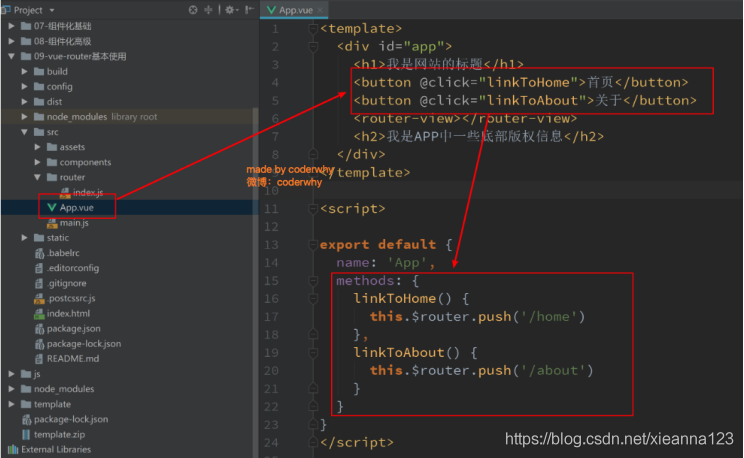 Project
07-组件化基础
08-组件化高级
09-vue-router基本使用
build
config
dist
node_modules library root
src
assets
components
router
index.js
App.vue
main.js
static
.babelrc
.editorconfig
.gitignore
.postcssrc.js
index.html
package.json
package-lock.json
README.md
js
node_modules
template
package-lock.json
template.zip
External Libraries
made by coderwhy
微博：coderwhy
App.vue
1 <template>
2 <div id="app">
3 <h1>我是网站的标题</h1>
4 <button @click="linkToHome">首页</button>
5 <button @click="linkToAbout">关于</button>
6 <router-view></router-view>
7 <h2>我是APP中一些底部版权信息</h2>
8 </div>
9 </template>
10
11 <script>
12
13 export default {
14 name: 'App',
15 methods: {
16 linkToHome() {
17 this.$router.push('/home')
18 },
19 linkToAbout() {
20 this.$router.push('/about')
21 }
22 }
23 }
24 </script>
https://blog.csdn.net/xieanna123